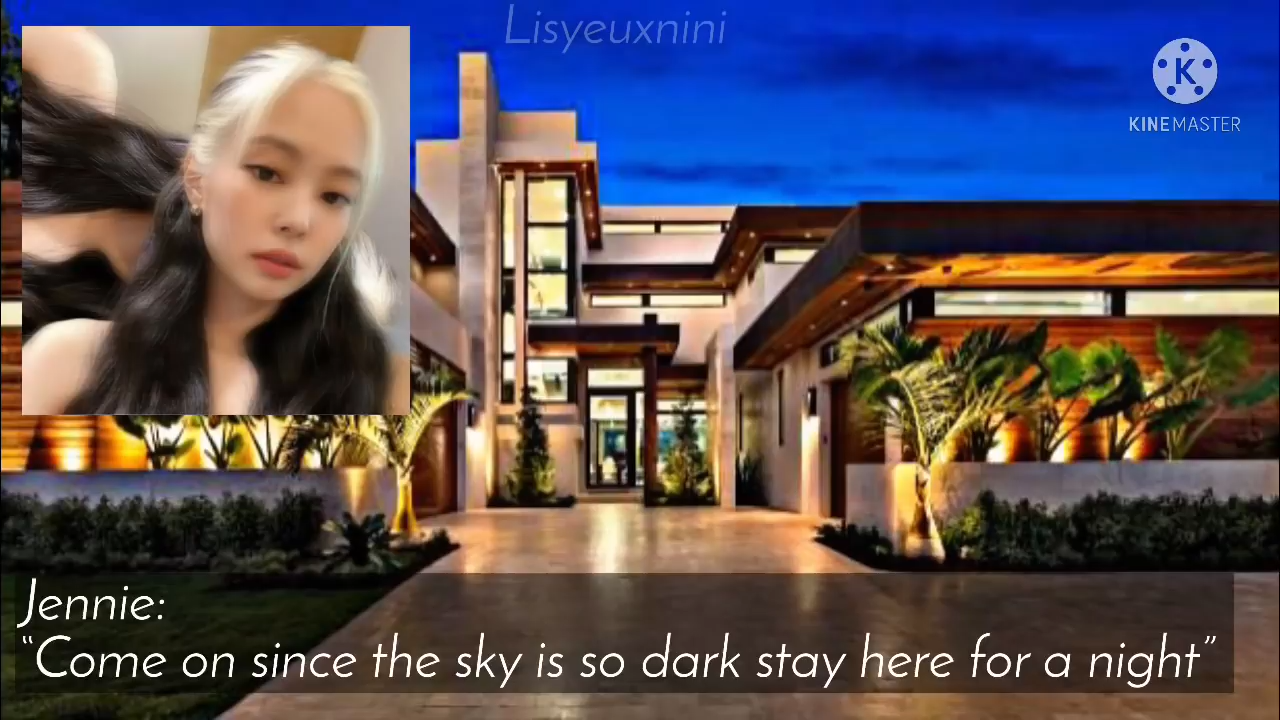 Lisyeuxnini
K
KINEMASTER
Jennie:
“Come on since the sky is so dark stay here for a night”